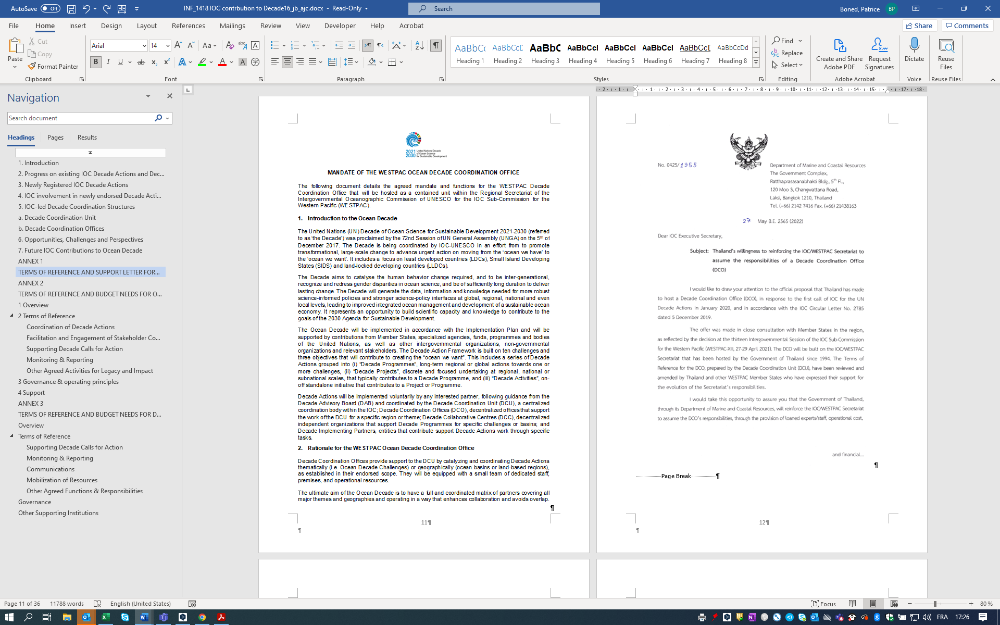 AutoSave Off
INF_1418 IOC contrbution to Decade16_jb_ajc.docx - Read-Only
Search
Boned, Patrice
BP
File Home Insert Design Layout References Mailings Review View Developer Help Acrobat
Share
Comments
Paste
Cut
Copy
Format Painter
Clipboard
Arial
14
Font
Paragraph
AaBbCc AaBbCcD AaBbC AaBbCcI AaBbCcI AaBbCcI AaBbCcD AaBbCcDd
Heading 1 Heading 2 Heading 3 Heading 4 Heading 5 Heading 6 Heading 7 Heading 8
Styles
Find
Replace
Select
Editing
Create and Share
Adobe PDF
Request
Signatures
Adobe Acrobat
Dictate
Voice
Reuse
Files
Reuse Files
Navigation
Search document
Headings Pages Results
1. Introduction
2. Progress on existing IOC Decade Actions and Dec...
3. Newly Registered IOC Decade Actions
4. IOC involvement in newly endorsed Decade Acti...
5. IOC-led Decade Coordination Structures
a. Decade Coordination Unit
b. Decade Coordination Offices
6. Opportunities, Challenges and Perspectives
7. Future IOC Contributions to Ocean Decade
ANNEX 1
TERMS OF REFERENCE AND SUPPORT LETTER FOR...
ANNEX 2
TERMS OF REFERENCE AND BUDGET NEEDS FOR O...
1 Overview
2 Terms of Reference
Coordination of Decade Actions
Facilitation and Engagement of Stakeholder Co...
Supporting Decade Calls for Action
Monitoring & Reporting
Other Agreed Activities for Legacy and Impact
3 Governance & operating principles
4 Support
ANNEX 3
TERMS OF REFERENCE AND BUDGET NEEDS FOR D...
Overview
Terms of Reference
Supporting Decade Calls for Action
Monitoring & Reporting
Communications
Mobilization of Resources
Other Agreed Functions & Responsibilities
Governance
Other Supporting Institutions
2021 United Nations Decade
of Ocean Science
2030 for Sustainable Development
MANDATE OF THE WESTPAC OCEAN DECADE COORDINATION OFFICE
The following document details the agreed mandate and functions for the WESTPAC Decade
Coordination Office that will be hosted as a contained unit within the Regional Secretariat of the
Intergovernmental Oceanographic Commission of UNESCO for the IOC Sub-Commission for the
Western Pacific (WESTPAC).
1. Introduction to the Ocean Decade
The United Nations (UN) Decade of Ocean Science for Sustainable Development 2021-2030 (referred
to as 'the Decade') was proclaimed by the 72nd Session of UN General Assembly (UNGA) on the 5th of
December 2017. The Decade is being coordinated by IOC-UNESCO in an effort from to promote
transformational, large-scale change to advance urgent action on moving from the 'ocean we have' to
the 'ocean we want'. It includes a focus on least developed countries (LDCs), Small Island Developing
States (SIDS) and land-locked developing countries (LLDCs).
The Decade aims to catalyse the human behavior change required, and to be inter-generational,
recognize and redress gender disparities in ocean science, and be of sufficiently long duration to deliver
lasting change. The Decade will generate the data, information and knowledge needed for more robust
science-informed policies and stronger science-policy interfaces at global, regional, national and even
local levels, leading to improved integrated ocean management and development of a sustainable ocean
economy. It represents an opportunity to build scientific capacity and knowledge to contribute to the
goals of the 2030 Agenda for Sustainable Development.
The Ocean Decade will be implemented in accordance with the Implementation Plan and will be
supported by contributions from Member States, specialized agencies, funds, programmes and bodies
of the United Nations, as well as other intergovernmental organizations, non-governmental
organizations and relevant stakeholders. The Decade Action Framework is built on ten challenges and
three objectives that will contribute to creating the "ocean we want". This includes a series of Decade
Actions grouped into (i) "Decade Programmes", long-term regional or global actions towards one or
more challenges, (ii) "Decade Projects", discrete and focused undertaking at regional, national or
subnational scales, that typically contributes to a Decade Programme, and (iii) "Decade Activities", on-
off standalone initiative that contributes to a Project or Programme.
Decade Actions will be implemented voluntarily by any interested partner, following guidance from the
Decade Advisory Board (DAB) and coordinated by the Decade Coordination Unit (DCU), a centralized
coordination body within the IOC; Decade Coordination Offices (DCO), decentralized offices that support
the work of the DCU for a specific region or theme; Decade Collaborative Centres (DCC), decentralized
independent organizations that support Decade Programmes for specific challenges or basins; and
Decade Implementing Partners, entities that contribute support Decade Actions work through specific
tasks.
2. Rationale for the WESTPAC Ocean Decade Coordination Office
Decade Coordination Offices provide support to the DCU by catalyzing and coordinating Decade Actions
thematically (i.e. Ocean Decade Challenges) or geographically (ocean basins or land-based regions),
as established in their endorsed scope. They will be equipped with a small team of dedicated staff,
premises, and operational resources.
The ultimate aim of the Ocean Decade is to have a full and coordinated matrix of partners covering all
major themes and geographies and operating in a way that enhances collaboration and avoids overlap.
¶
11¶
¶
No. 0425/1955
Department of Marine and Coastal Resources
The Government Complex,
Ratthaprasasanabhakti Bldg., 5th Fl.,
120 Moo 3, Changwattana Road,
Laksi, Bangkok 1210, Thailand
Tel. (+66) 2142 7416 Fax. (+66) 21438163
27 May B.E. 2565 (2022)
Dear IOC Executive Secretary,
Subject: Thailand's willingness to reinforcing the IOC/WESTPAC Secretariat to
assume the responsibilities of a Decade Coordination Office
(DCO)
I would like to draw your attention to the official proposal that Thailand has made
to host a Decade Coordination Office (DCO), in response to the first call of IOC for the UN
Decade Actions in January 2020, and in accordance with the IOC Circular Letter No. 2785
dated 5 December 2019.
The offer was made in close consultation with Member States in the region,
as reflected by the decision at the thirteen Intergovernmental Session of the IOC Sub-Commission
for the Western Pacific (WESTPAC-XIII, 27-29 April 2021). The DCO will be built on the IOC/WESTPAC
Secretariat that has been hosted by the Government of Thailand since 1994. The Terms of
Reference for the DCO, prepared by the Decade Coordination Unit (DCU), have been reviewed and
amended by Thailand and other WESTPAC Member States who have expressed their support for
the evolution of the Secretariat's responsibilities.
I would take this opportunity to assure you that the Government of Thailand,
through its Department of Marine and Coastal Resources, will reinforce the IOC/WESTPAC Secretariat
to assume the DCO's responsibilities, through the provision of loaned experts/staff, operational cost,
and financial...
¶
Page Break¶
12¶
¶
Page 11 of 36 11788 words English (United States)
Focus
80 %
FRA 17:26